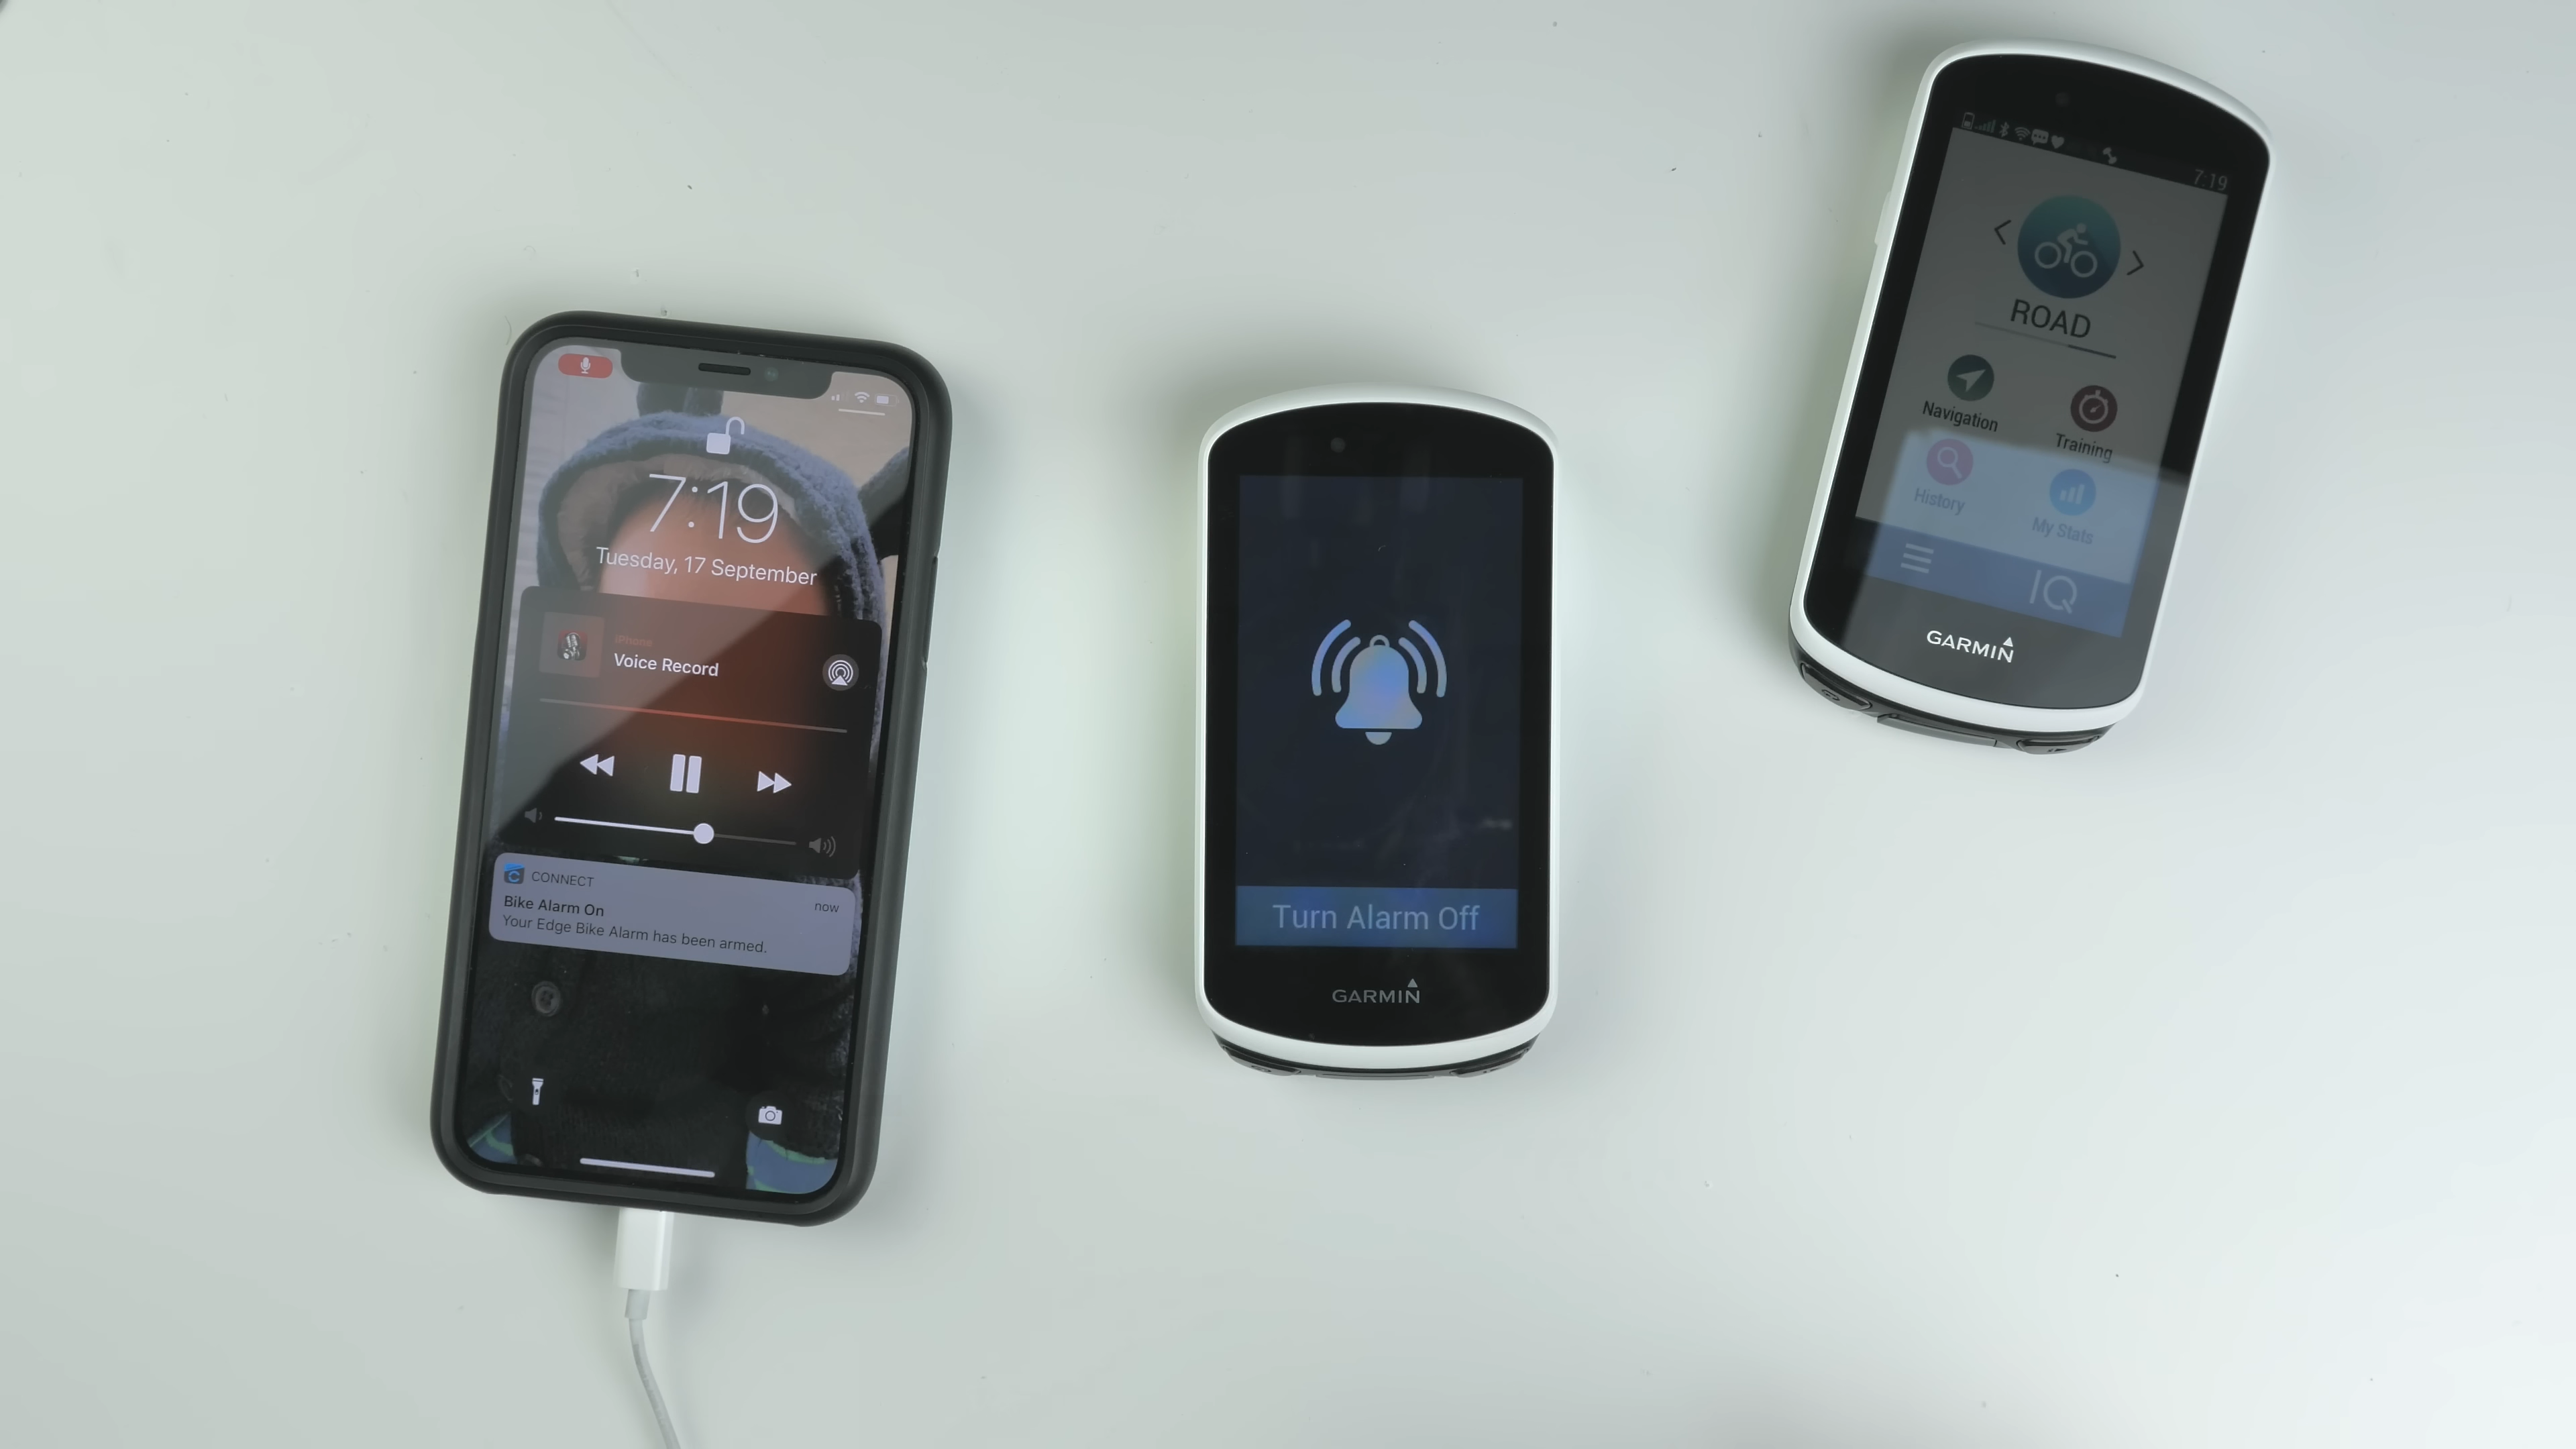 7:19
Tuesday, 17 September
iPhone
Voice Record
CONNECT
Bike Alarm On
now
Your Edge Bike Alarm has been armed.
Turn Alarm Off
GARMIN
7:19
ROAD
Navigation
Training
History
My Stats
IQ
GARMIN